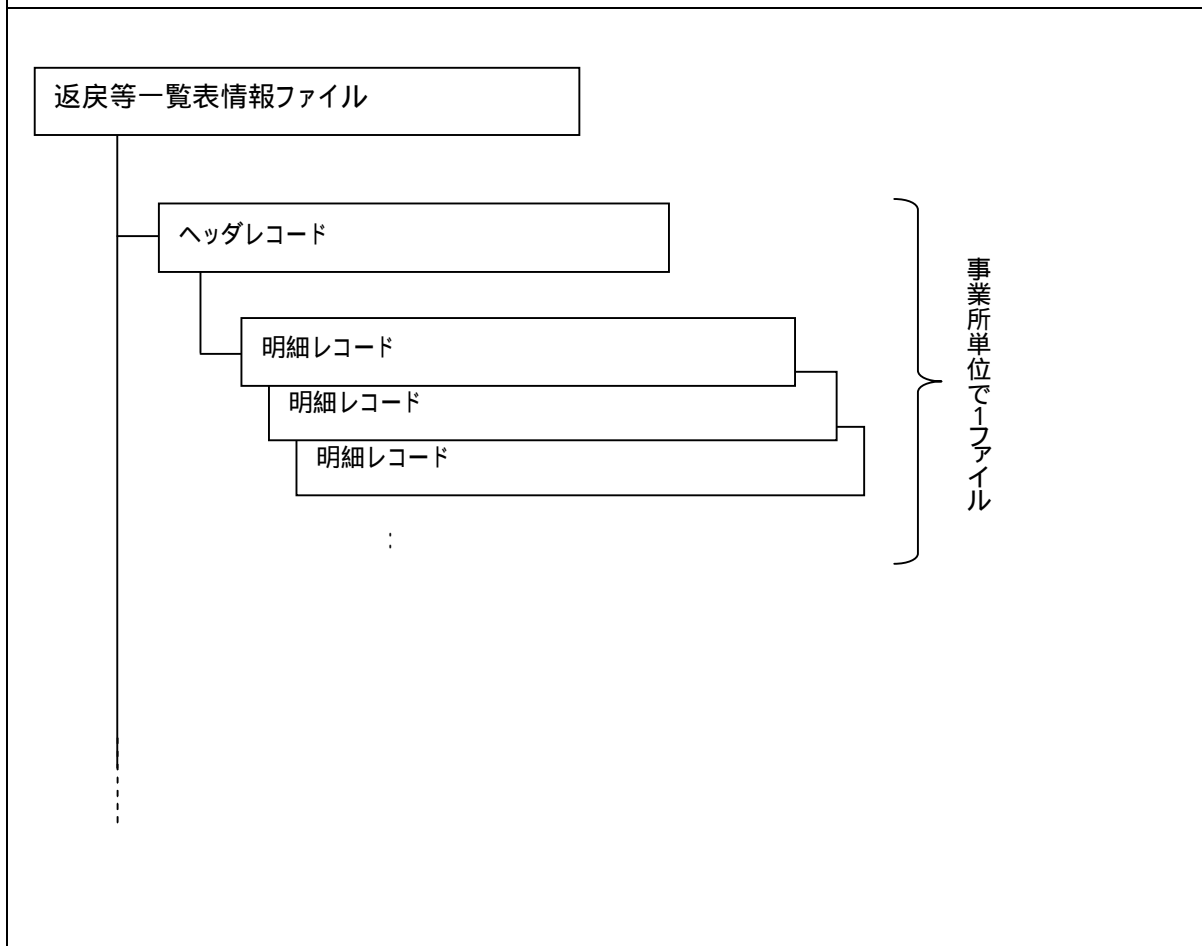 返戻等一覧表情報ファイル
ヘッダレコード
明細レコード
明細レコード
明細レコード
:
事業所単位で1ファイル